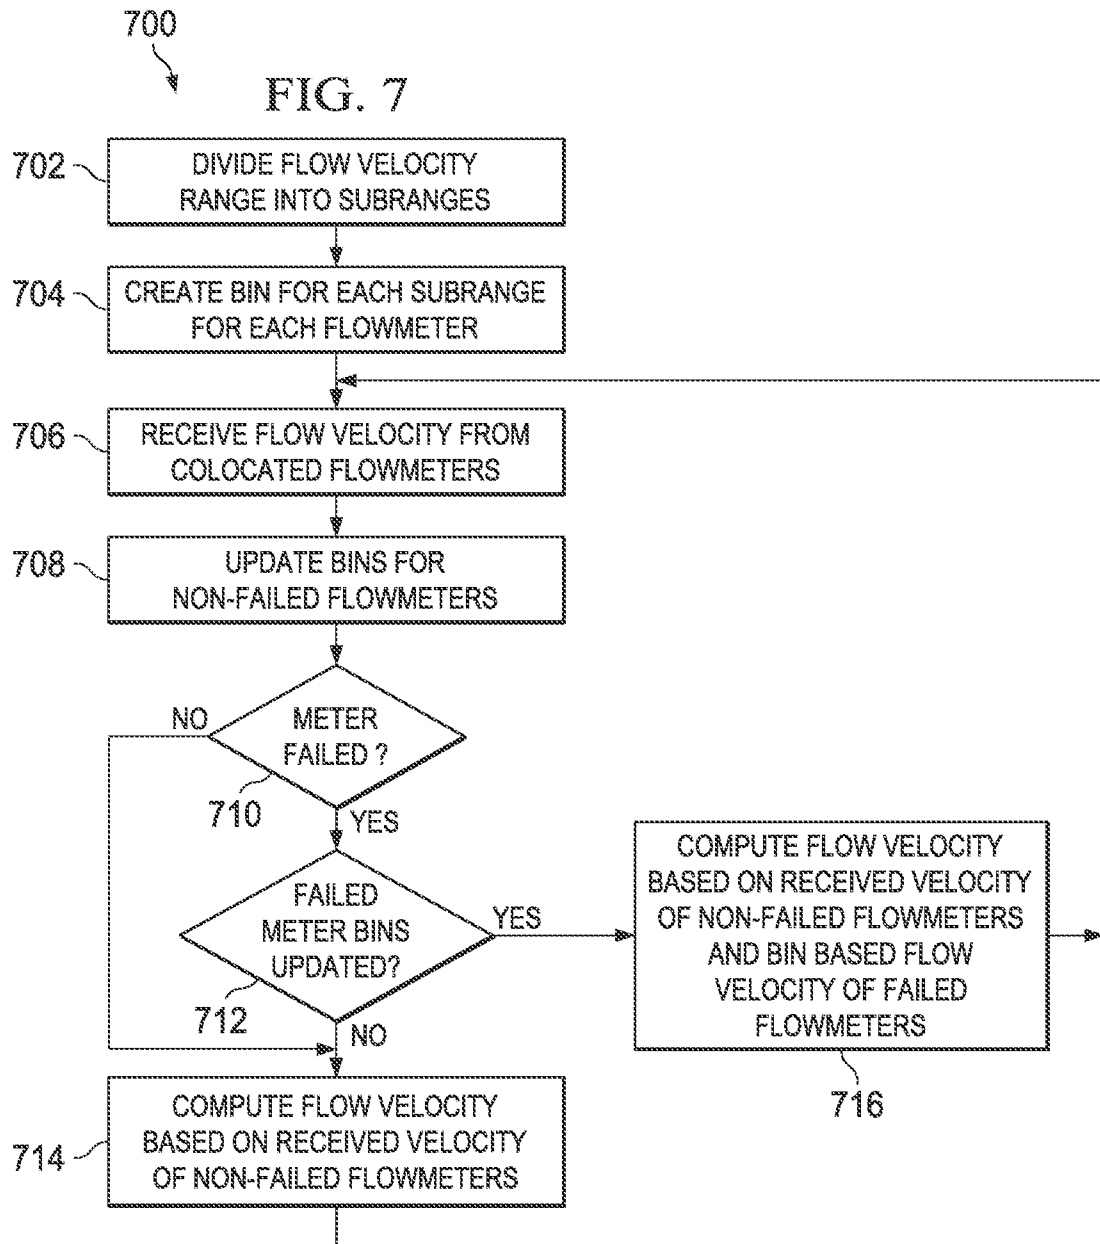 700
FIG. 7
702
DIVIDE FLOW VELOCITY
RANGE INTO SUBRANGES
704
CREATE BIN FOR EACH SUBRANGE
FOR EACH FLOWMETER
706
RECEIVE FLOW VELOCITY FROM
COLOCATED FLOWMETERS
708
UPDATE BINS FOR
NON-FAILED FLOWMETERS
NO
METER
FAILED ?
710
YES
FAILED
METER BINS
UPDATED?
YES
712
NO
COMPUTE FLOW VELOCITY
BASED ON RECEIVED VELOCITY
OF NON-FAILED FLOWMETERS
AND BIN BASED FLOW
VELOCITY OF FAILED
FLOWMETERS
716
714
COMPUTE FLOW VELOCITY
BASED ON RECEIVED VELOCITY
OF NON-FAILED FLOWMETERS